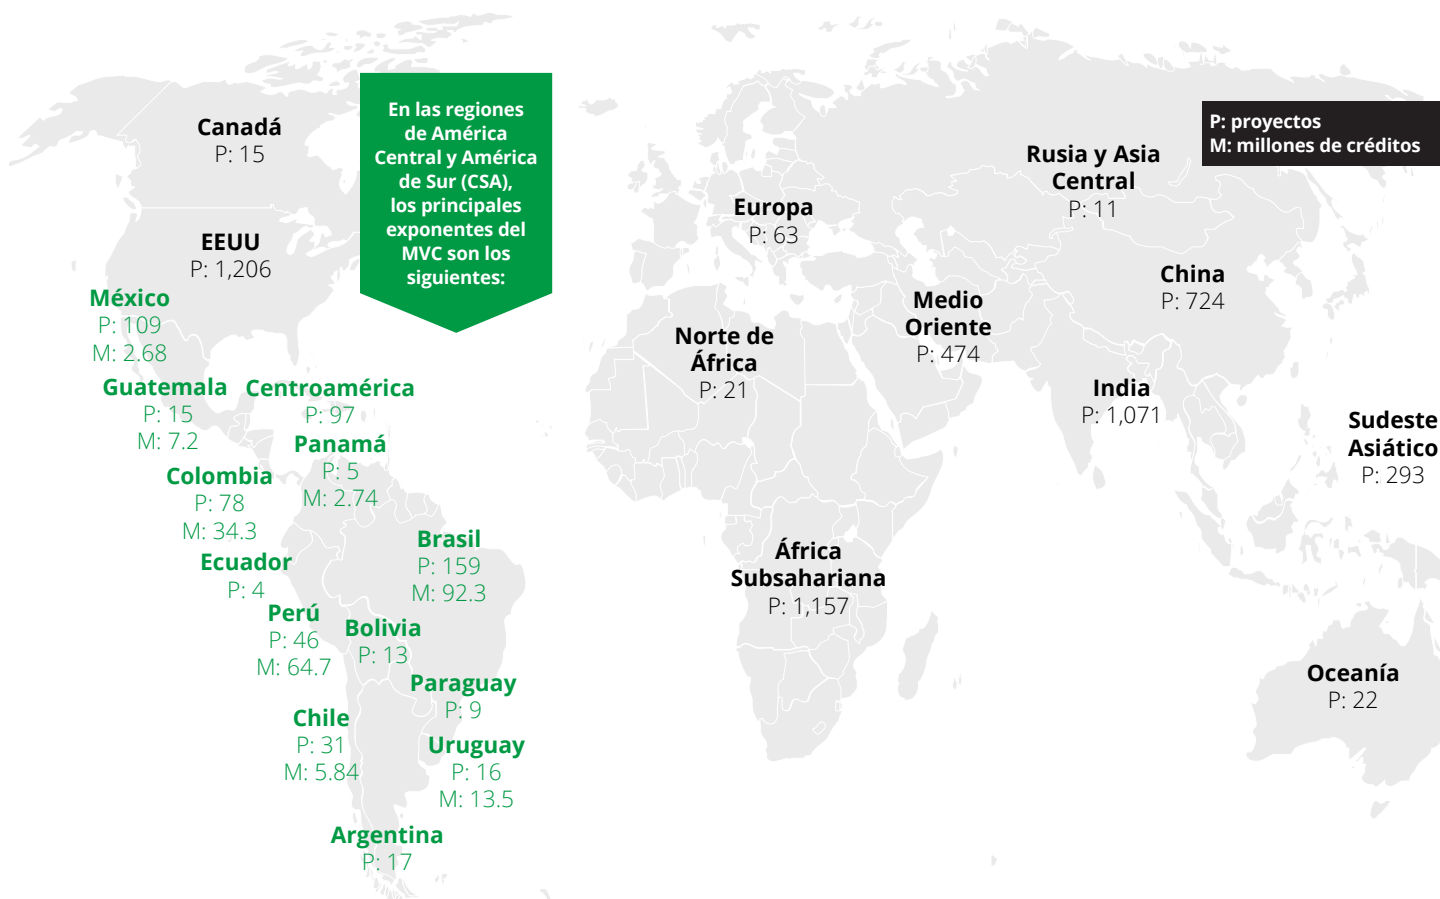 Canadá
P: 15
EEUU
P: 1,206
México
P: 109
M: 2.68
Guatemala
P: 15
M: 7.2
Centroamérica
P: 97
Panamá
P: 5
M: 2.74
Colombia
P: 78
M: 34.3
Ecuador
P: 4
Perú
P: 46
M: 64.7
Brasil
P: 159
M: 92.3
Bolivia
P: 13
Paraguay
P: 9
Chile
P: 31
M: 5.84
Uruguay
P: 16
M: 13.5
Argentina
P: 17
En las regiones
de América
Central y América
de Sur (CSA),
los principales
exponentes del
MVC son los
siguientes:
Europa
P: 63
Norte de
África
P: 21
África
Subsahariana
P: 1,157
Medio
Oriente
P: 474
Rusia y Asia
Central
P: 11
China
P: 724
India
P: 1,071
Sudeste
Asiático
P: 293
Oceanía
P: 22
P: proyectos
M: millones de créditos